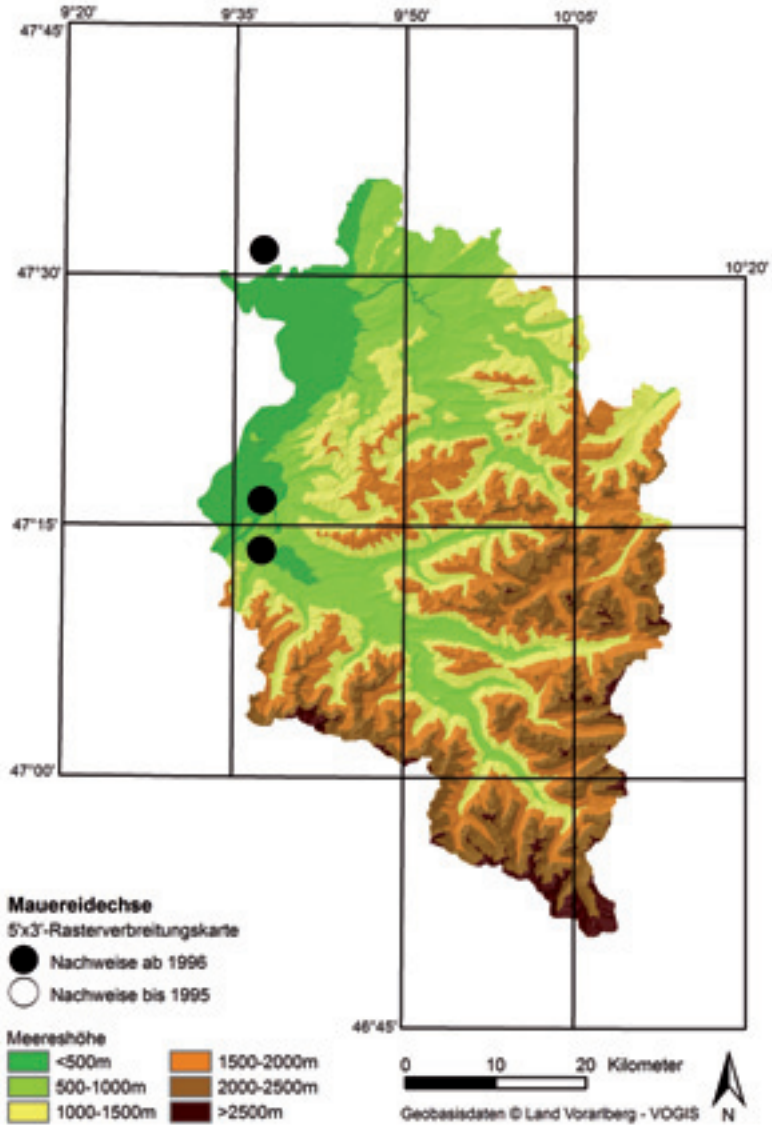 9°20' 9°35' 9°50' 10°05'
47°45'
47°30' 10°20'
47°15'
47°00'
46°45'
Mauereidechse
5'x3'-Rasterverbreitungskarte
Nachweise ab 1996
Nachweise bis 1995
Meereshöhe
<500m 1500-2000m
500-1000m 2000-2500m
1000-1500m >2500m
0 10 20 Kilometer
Geobasisdaten © Land Vorarlberg - VOGIS N